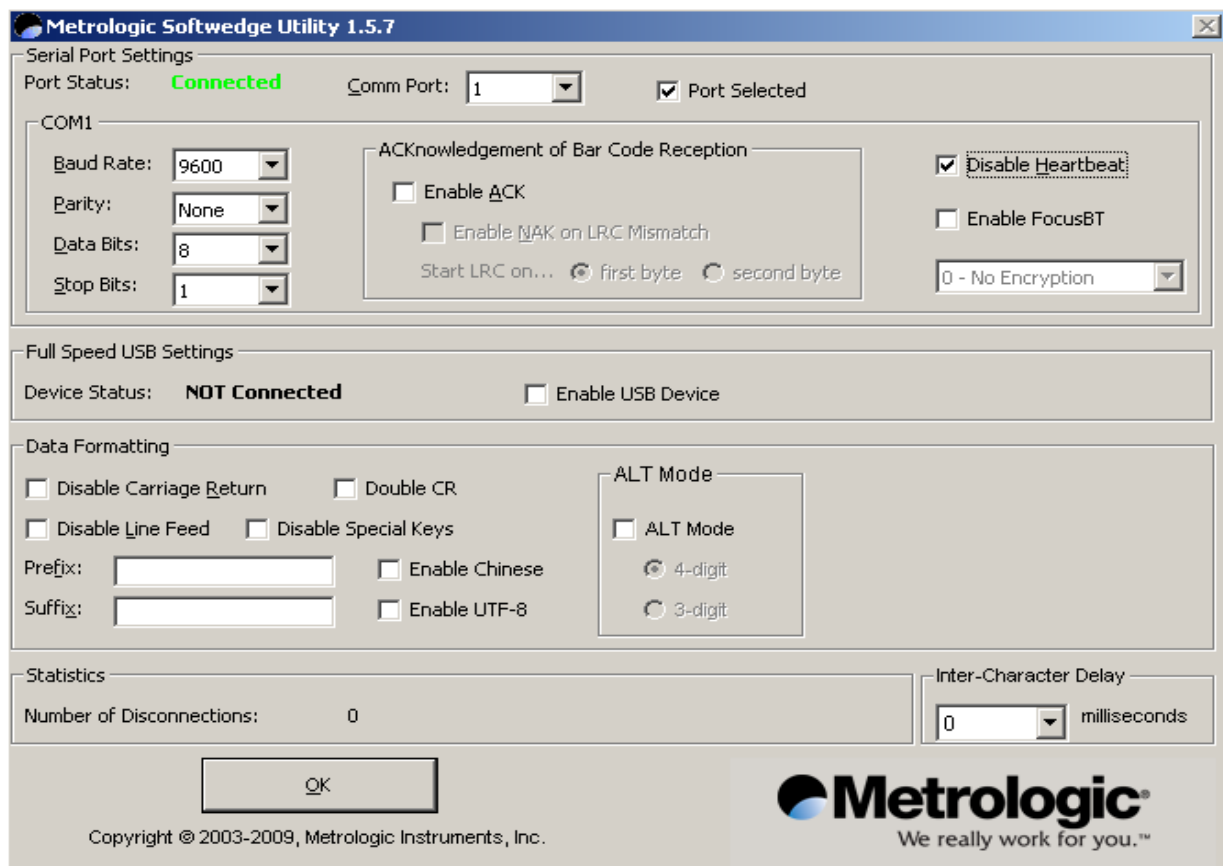 Metrologic Softwedge Utility 1.5.7
Serial Port Settings
Port Status: Connected Comm Port: 1 Port Selected
COM1
Baud Rate: 9600
Parity: None
Data Bits: 8
Stop Bits: 1
ACKnowledgement of Bar Code Reception
Enable ACK
Enable NAK on LRC Mismatch
Start LRC on... first byte second byte
Disable Heartbeat
Enable FocusBT
0 - No Encryption
Full Speed USB Settings
Device Status: NOT Connected Enable USB Device
Data Formatting
Disable Carriage Return Double CR
Disable Line Feed Disable Special Keys
Prefix: Enable Chinese
Suffix: Enable UTF-8
ALT Mode
ALT Mode
4-digit
3-digit
Statistics
Number of Disconnections: 0
Inter-Character Delay
0 milliseconds
OK
Copyright © 2003-2009, Metrologic Instruments, Inc.
Metrologic®
We really work for you.™